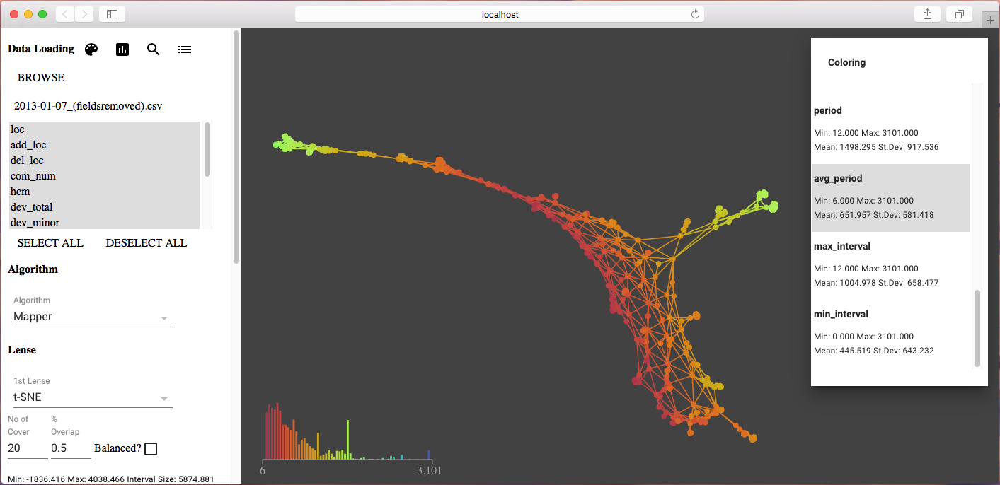 localhost
Data Loading
BROWSE
2013-01-07_(fieldsremoved).csv
loc
add_loc
del_loc
com_num
hcm
dev_total
dev_minor
SELECT ALL DESELECT ALL
Algorithm
Algorithm
Mapper
Lense
1st Lense
t-SNE
No of Cover
% Overlap
20
0.5
Balanced?
Min: -1836.416 Max: 4038.466 Interval Size: 5874.881
6
3,101
Coloring
period
Min: 12.000 Max: 3101.000
Mean: 1498.295 St.Dev: 917.536
avg_period
Min: 6.000 Max: 3101.000
Mean: 651.957 St.Dev: 581.418
max_interval
Min: 12.000 Max: 3101.000
Mean: 1004.978 St.Dev: 658.477
min_interval
Min: 0.000 Max: 3101.000
Mean: 445.519 St.Dev: 643.232